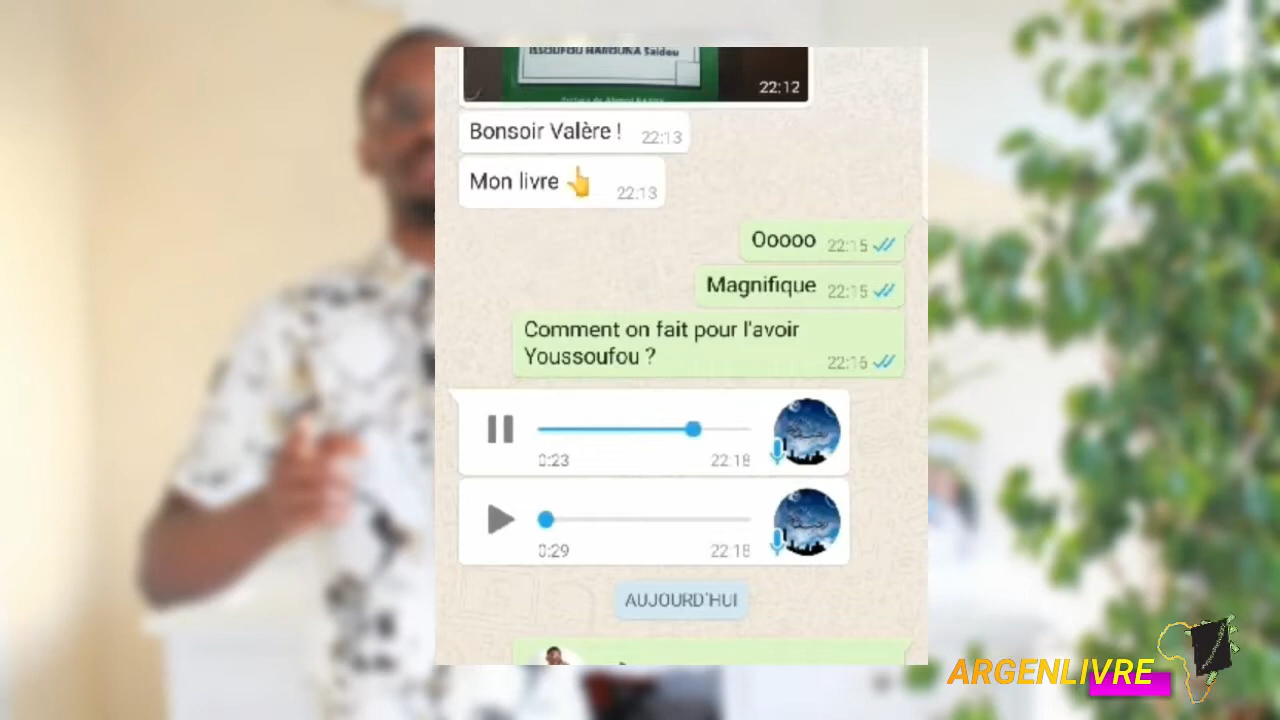 ISSOUFOU HAROUNA Saidou
22:12
Bonsoir Valère ! 22:13
Mon livre 👆 22:13
Ooooo 22:15
Magnifique 22:15
Comment on fait pour l'avoir
Youssoufou ? 22:16
0:23 22:18
0:29 22:18
AUJOURD'HUI
ARGENLIVRE